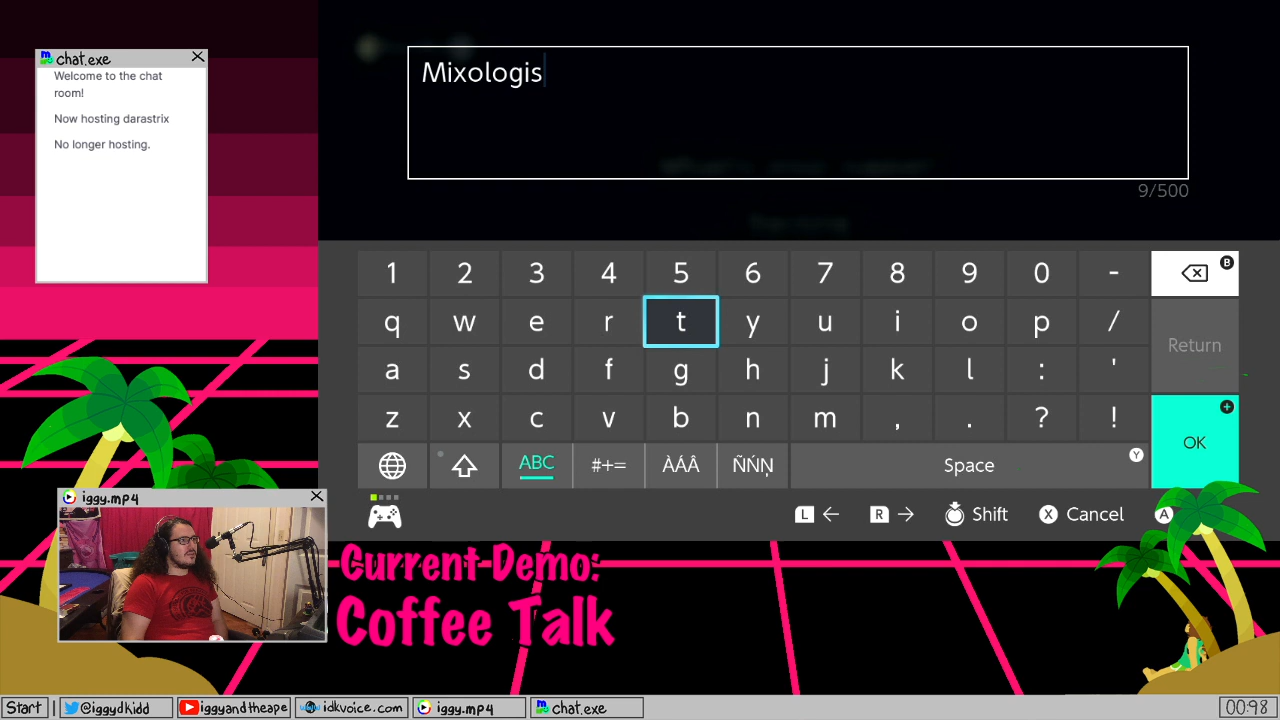 chat.exe
Welcome to the chat
room!
Now hosting darastrix
No longer hosting.
Mixologis
9/500
1 2 3 4 5 6 7 8 9 0 -
B
q w e r t y u i o p /
Return
a s d f g h j k l : '
z x c v b n m , . ? !
+
OK
ABC #+= ÀÁÂ ÑŃŅ Space
Y
L ← R → Shift X Cancel A
iggy.mp4
Current Demo:
Coffee Talk
Start | @iggydkidd iggyandtheape www idkvoice.com iggy.mp4 chat.exe 00:98